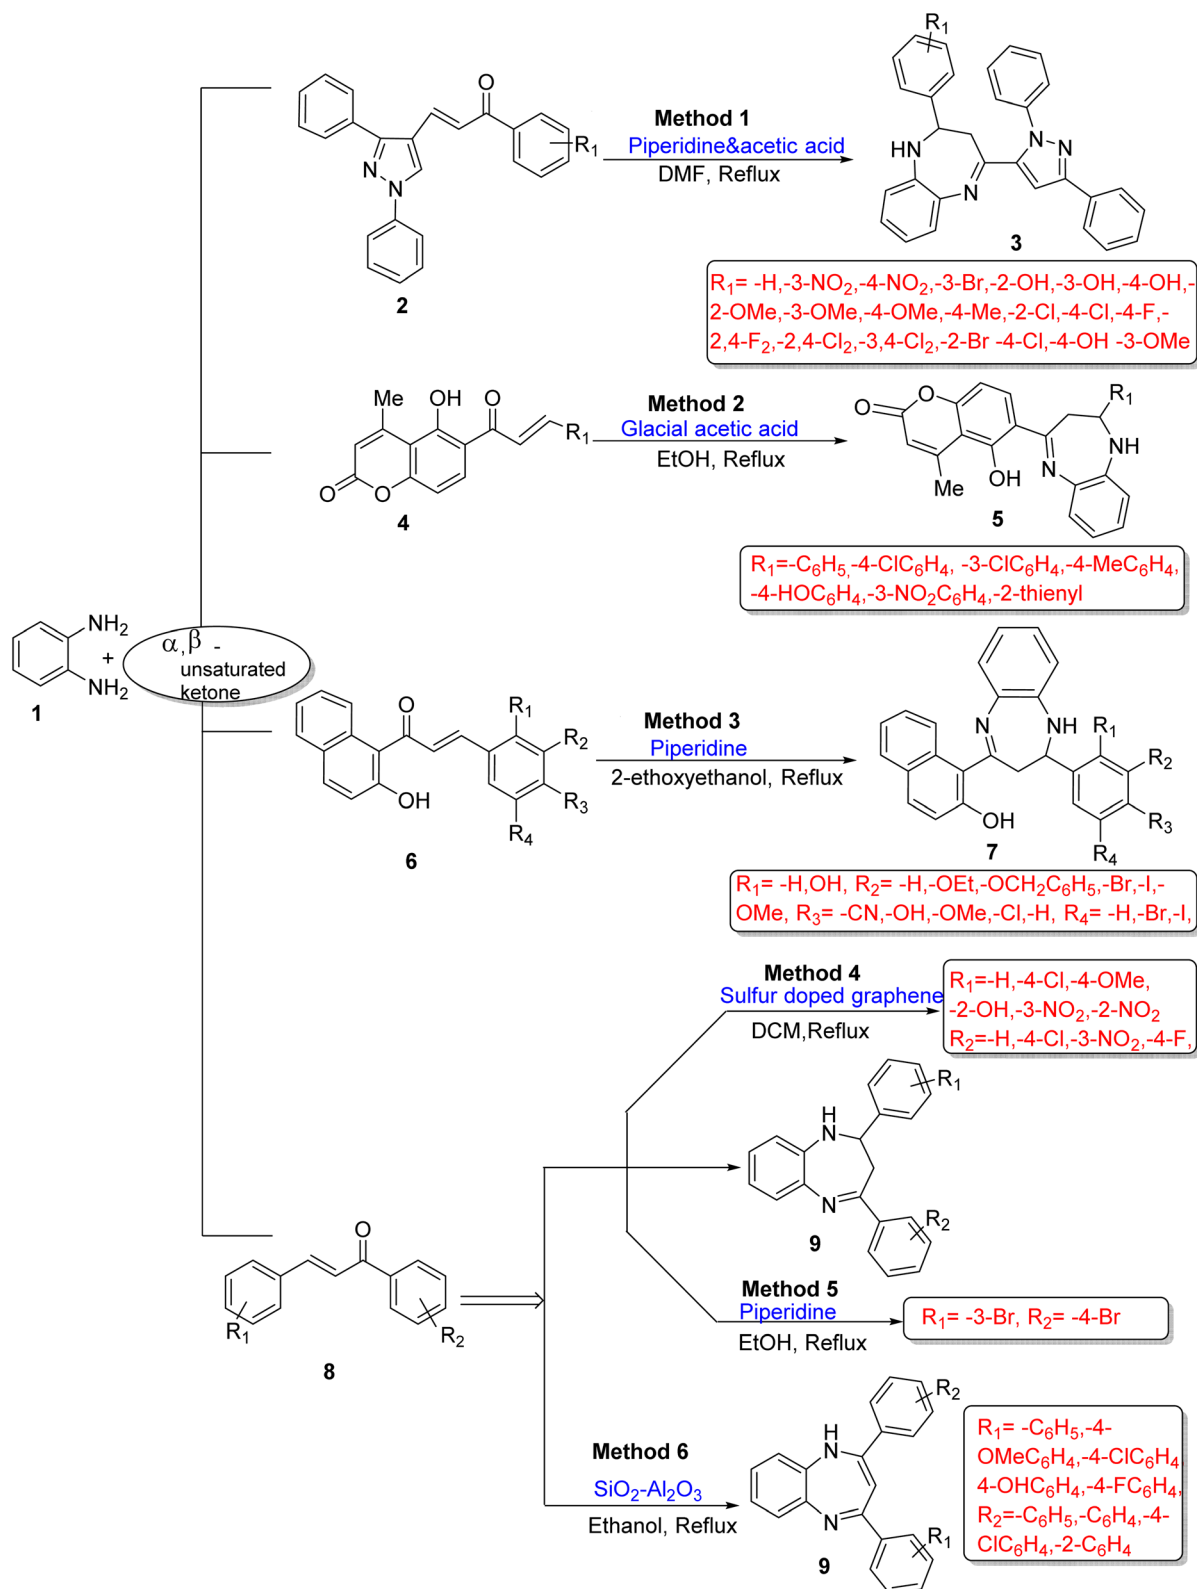 R1
O
Method 1
Piperidine&acetic acid
DMF, Reflux
R1
N
N
2
HN
N
N
N
3
R1= -H,-3-NO2,-4-NO2,-3-Br,-2-OH,-3-OH,-4-OH,-
2-OMe,-3-OMe,-4-OMe,-4-Me,-2-Cl,-4-Cl,-4-F,-
2,4-F2,-2,4-Cl2,-3,4-Cl2,-2-Br -4-Cl,-4-OH -3-OMe
Me OH O
R1
O O
4
Method 2
Glacial acetic acid
EtOH, Reflux
O O
R1
NH
N
OH
Me
5
R1=-C6H5,-4-ClC6H4, -3-ClC6H4,-4-MeC6H4,
-4-HOC6H4,-3-NO2C6H4,-2-thienyl
NH2
NH2
1
+
α,β -
unsaturated
ketone
O
R1
R2
R3
R4
OH
6
Method 3
Piperidine
2-ethoxyethanol, Reflux
N
NH
R1
R2
R3
R4
OH
7
R1= -H,OH, R2= -H,-OEt,-OCH2C6H5,-Br,-I,-
OMe, R3= -CN,-OH,-OMe,-Cl,-H, R4= -H,-Br,-I,
Method 4
Sulfur doped graphene
DCM,Reflux
R1=-H,-4-Cl,-4-OMe,
-2-OH,-3-NO2,-2-NO2
R2=-H,-4-Cl,-3-NO2,-4-F,
R1
H
N
N
R2
9
O
R1
R2
8
Method 5
Piperidine
EtOH, Reflux
R1= -3-Br, R2= -4-Br
Method 6
SiO2-Al2O3
Ethanol, Reflux
R2
H
N
N
R1
9
R1= -C6H5,-4-
OMeC6H4,-4-ClC6H4,
4-OHC6H4,-4-FC6H4,
R2=-C6H5,-C6H4,-4-
ClC6H4,-2-C6H4